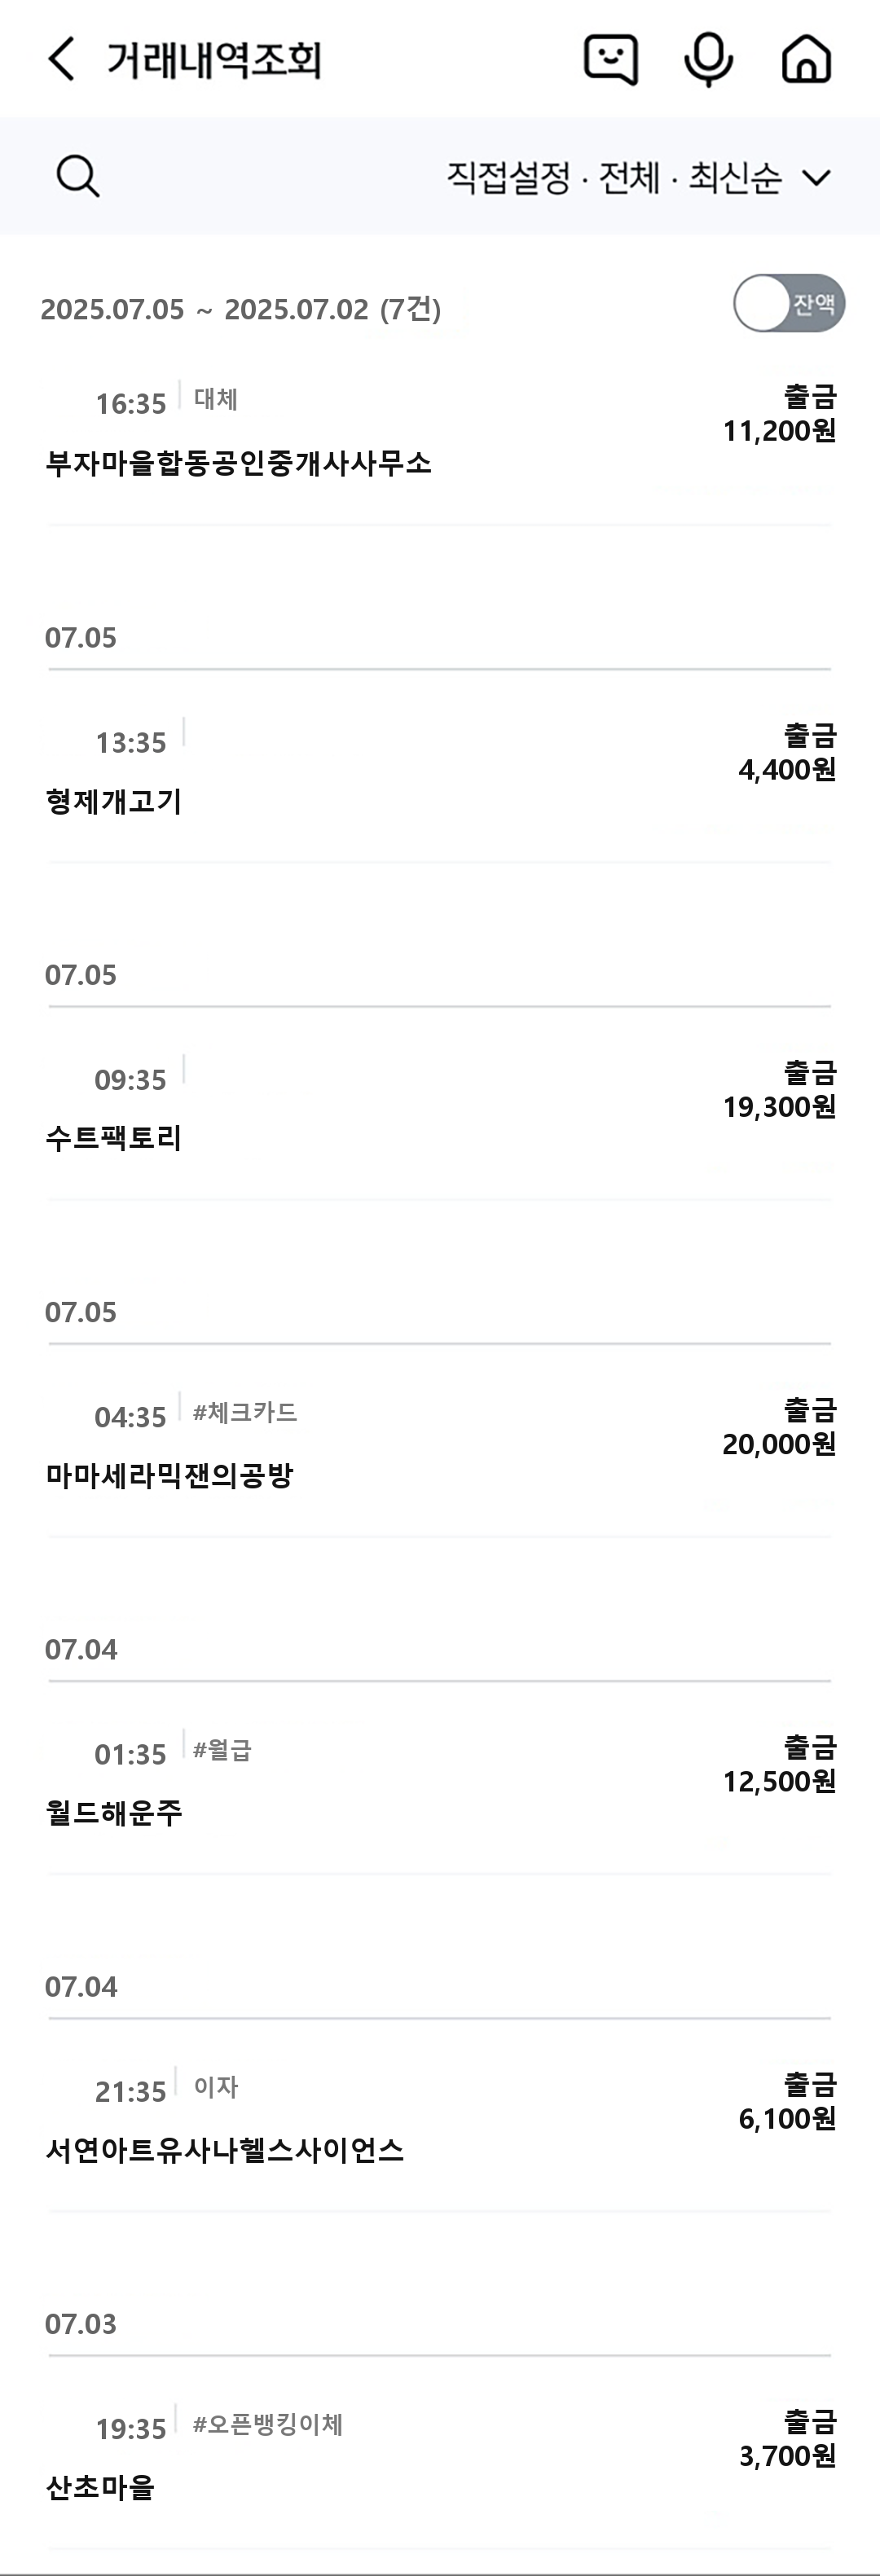 거래내역조회
직접설정 · 전체 · 최신순
2025.07.05 ~ 2025.07.02 (7건)
잔액
16:35 대체
출금
11,200원
부자마을합동공인중개사사무소
07.05
13:35
출금
4,400원
형제개고기
07.05
09:35
출금
19,300원
수트팩토리
07.05
04:35 #체크카드
출금
20,000원
마마세라믹잰의공방
07.04
01:35 #월급
출금
12,500원
월드해운주
07.04
21:35 이자
출금
6,100원
서연아트유사나헬스사이언스
07.03
19:35 #오픈뱅킹이체
출금
3,700원
산초마을